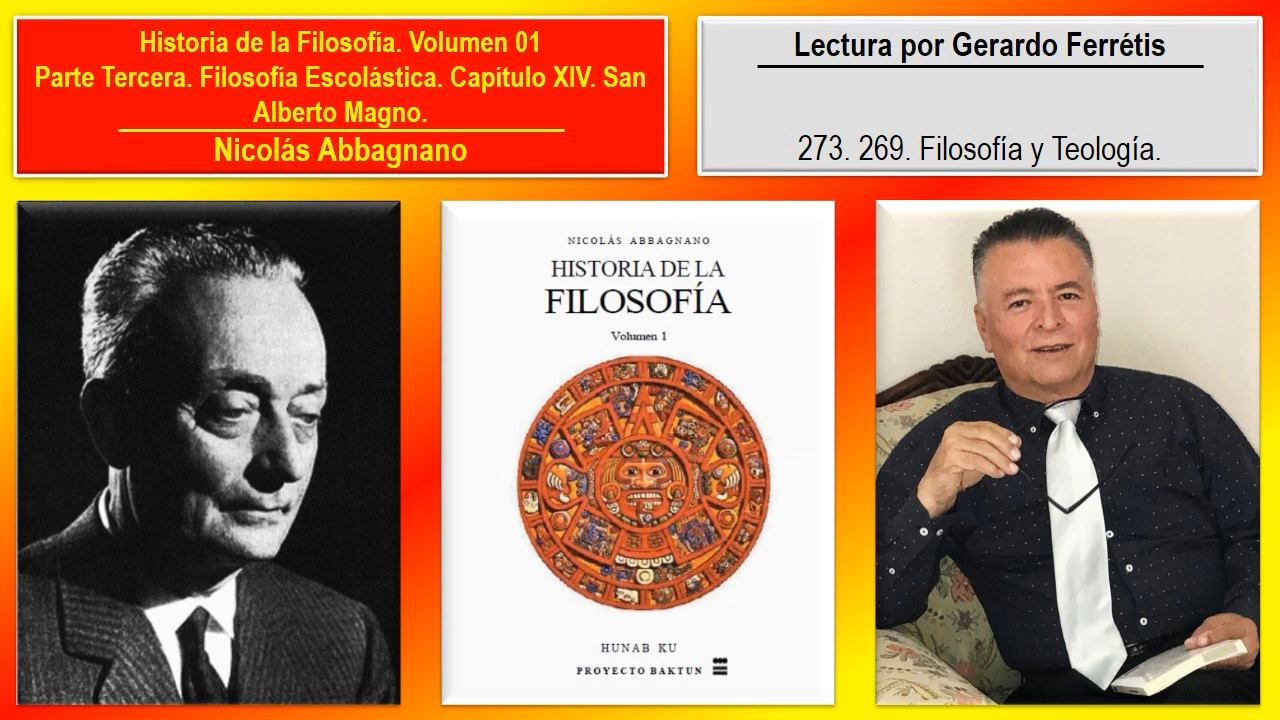 Historia de la Filosofía. Volumen 01
Parte Tercera. Filosofía Escolástica. Capítulo XIV. San
Alberto Magno.
Nicolás Abbagnano
Lectura por Gerardo Ferrétis
273. 269. Filosofía y Teología.
NICOLÁS ABBAGNANO
HISTORIA DE LA
FILOSOFÍA
Volumen 1
HUNAB KU
PROYECTO BAKTUN